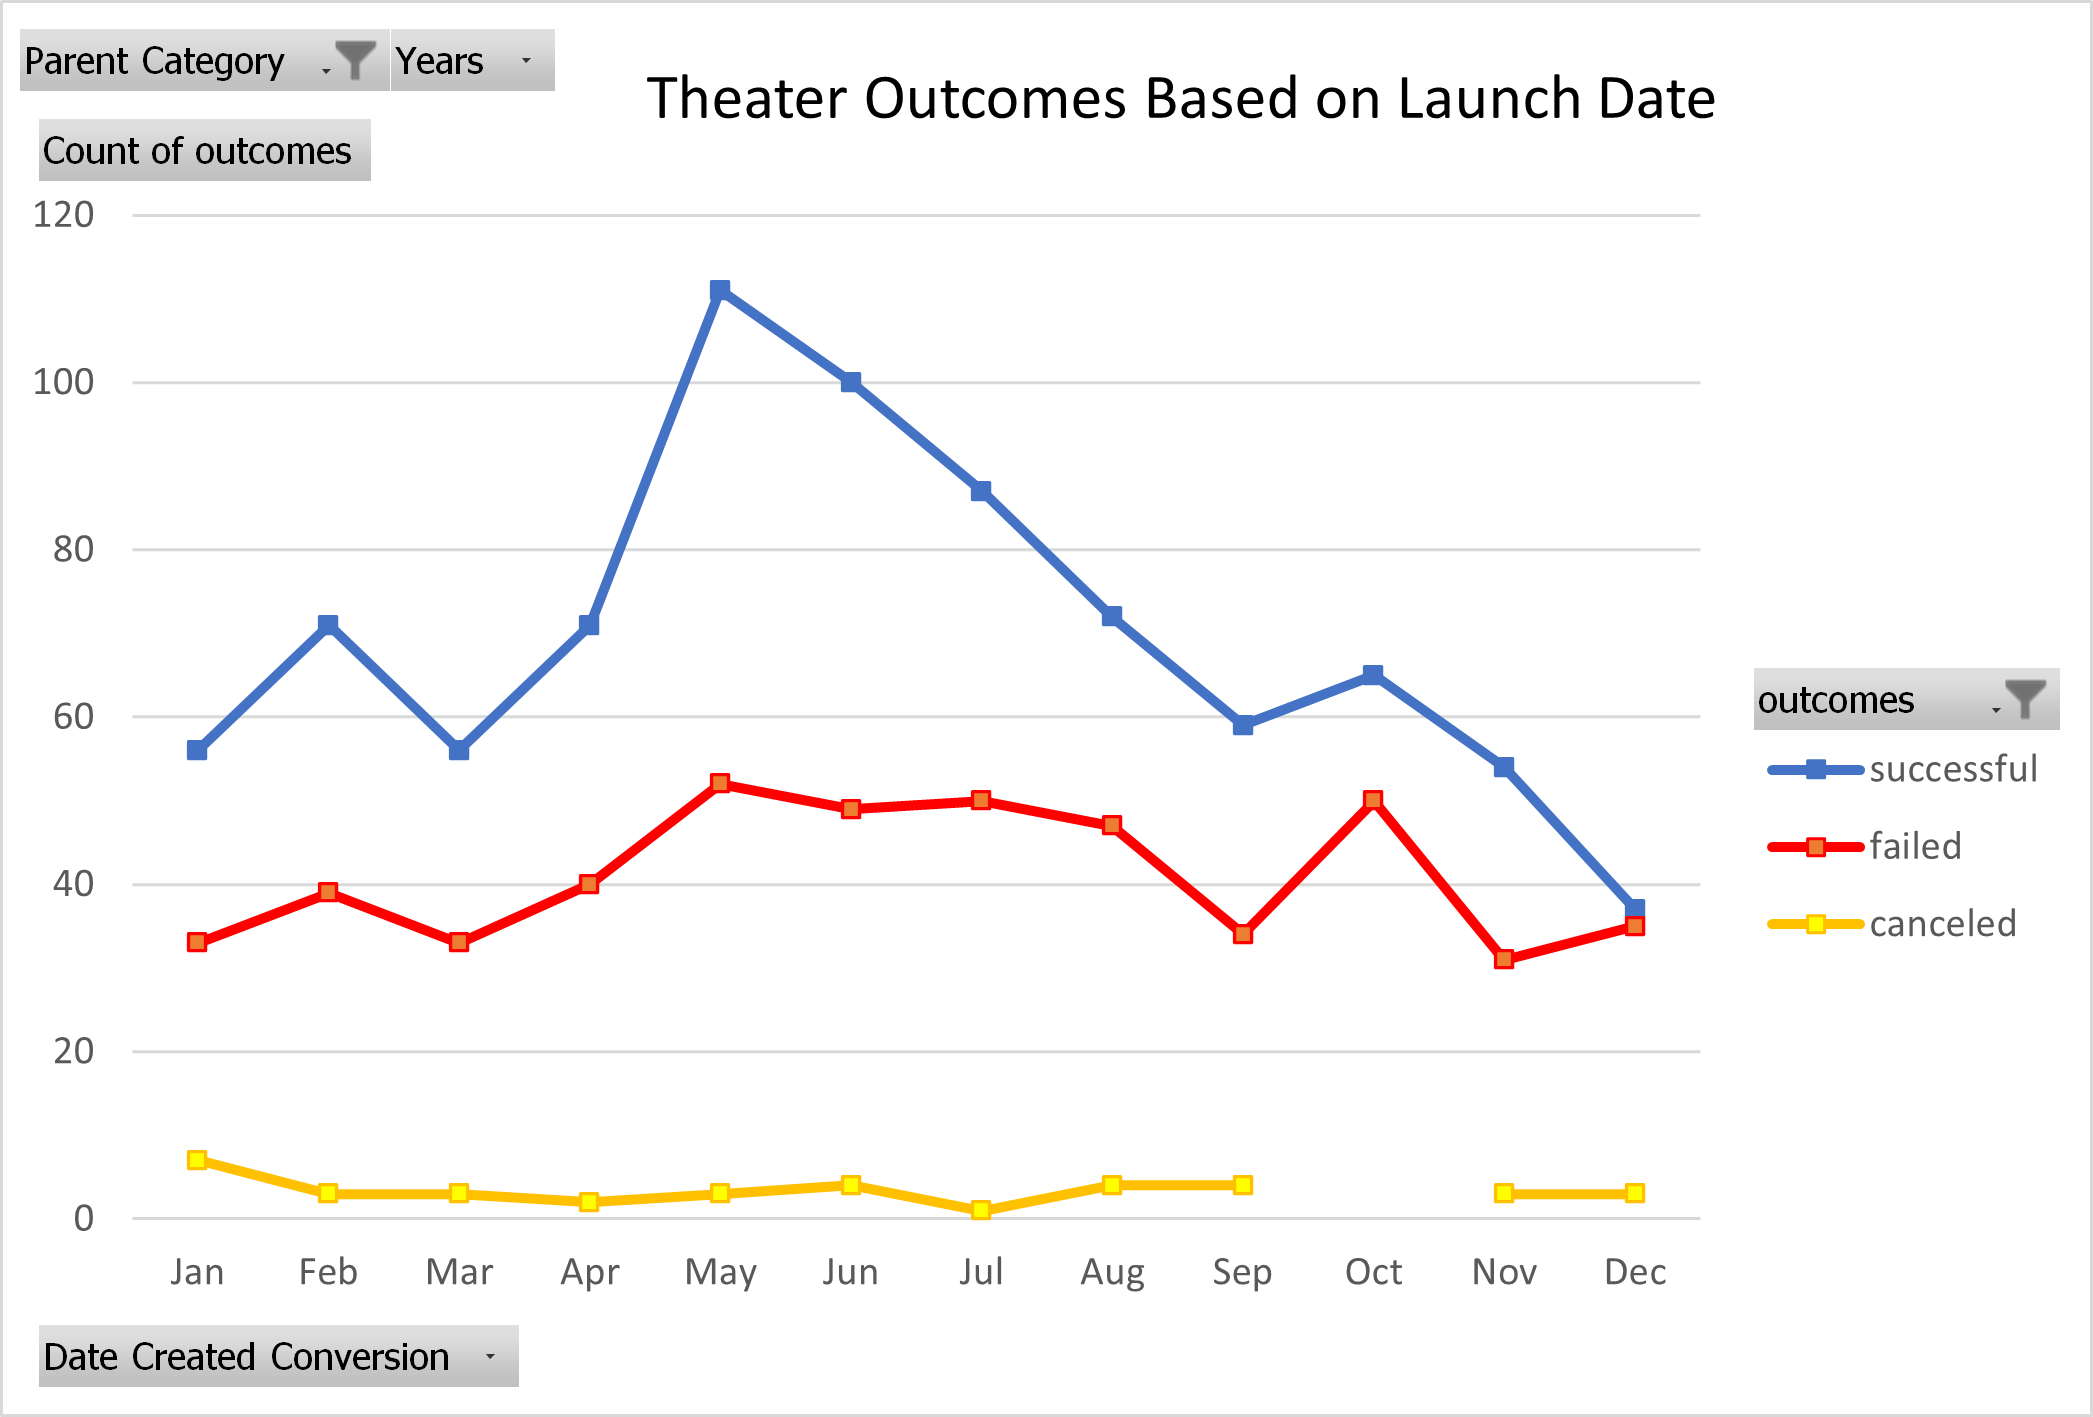 Parent Category Years
Theater Outcomes Based on Launch Date
Count of outcomes
120
100
80
60
40
20
0
Jan Feb Mar Apr May Jun Jul Aug Sep Oct Nov Dec
outcomes
successful
failed
canceled
Date Created Conversion